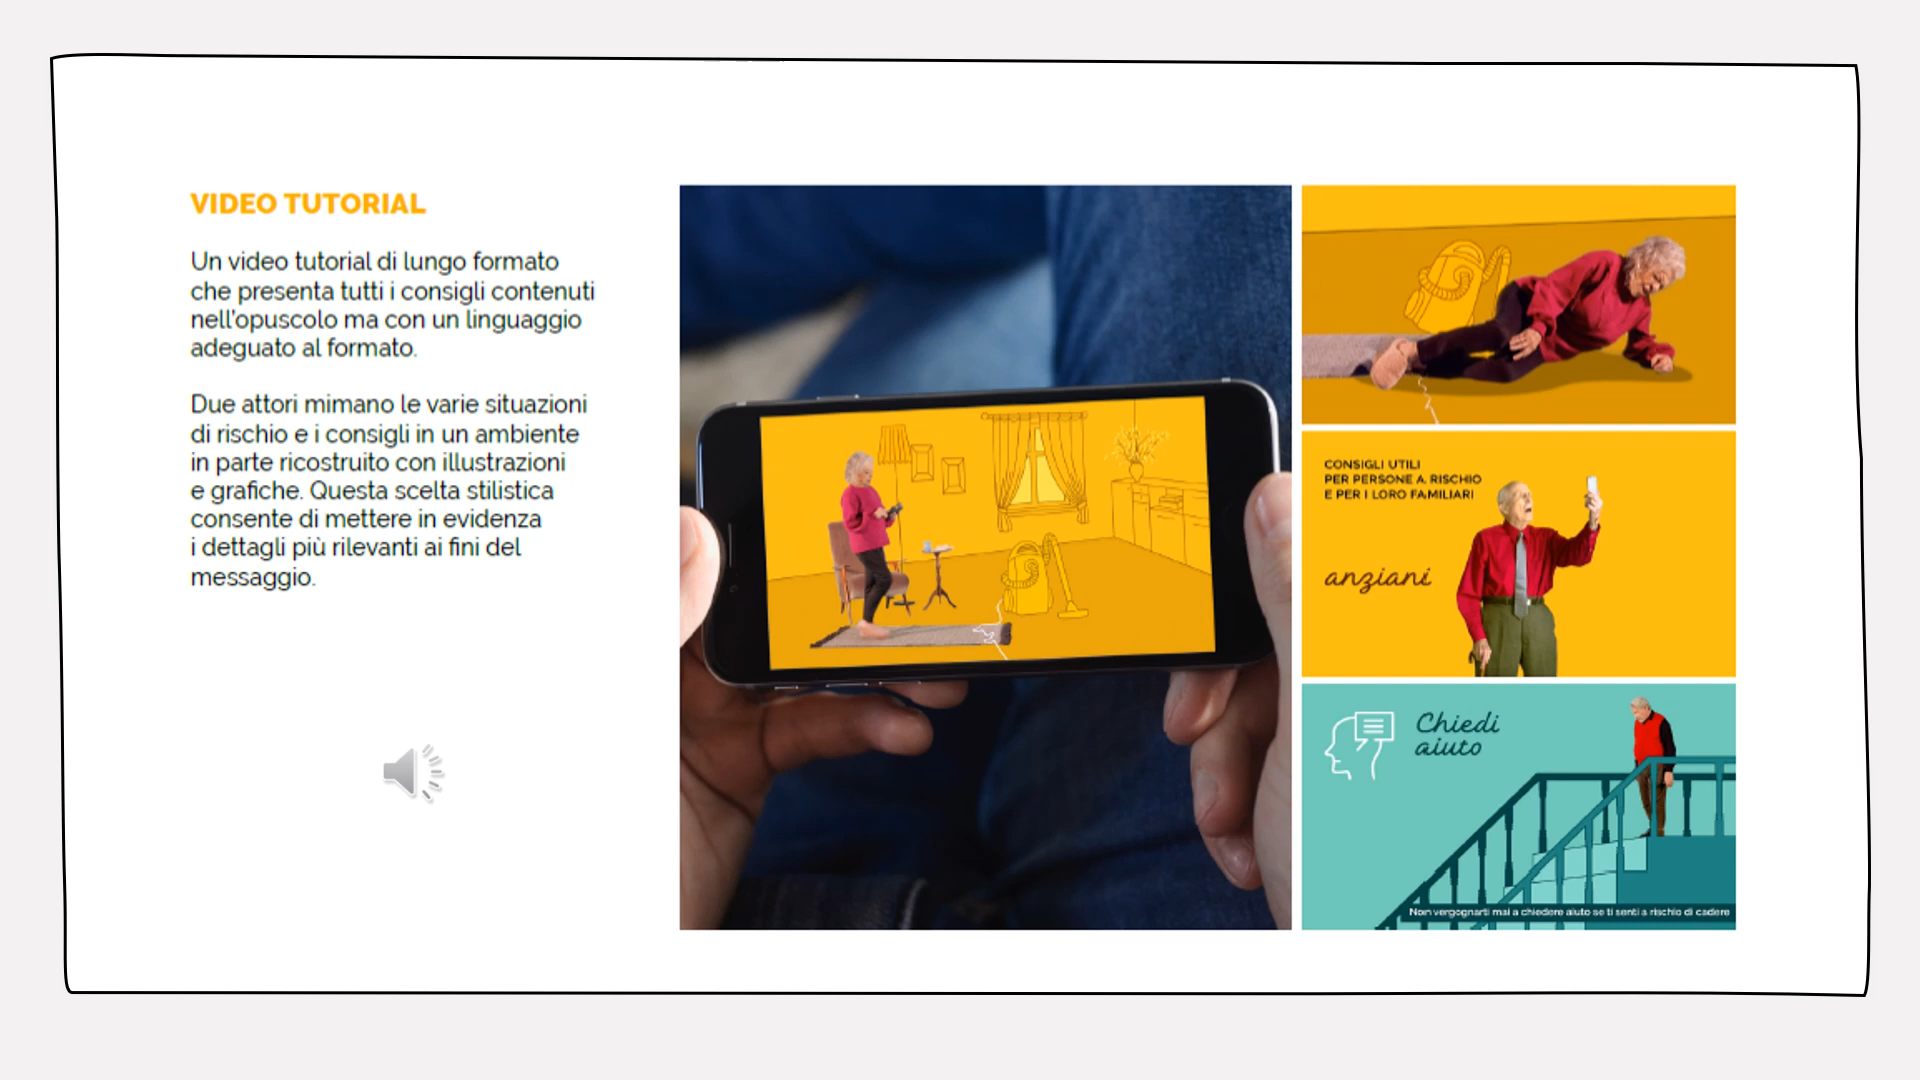 VIDEO TUTORIAL
Un video tutorial di lungo formato
che presenta tutti i consigli contenuti
nell'opuscolo ma con un linguaggio
adeguato al formato.
Due attori mimano le varie situazioni
di rischio e i consigli in un ambiente
in parte ricostruito con illustrazioni
e grafiche. Questa scelta stilistica
consente di mettere in evidenza
i dettagli più rilevanti ai fini del
messaggio.
CONSIGLI UTILI
PER PERSONE A RISCHIO
E PER I LORO FAMILIARI
anziani
Chiedi
aiuto
Non vergognarti mai a chiedere aiuto se ti senti a rischio di cadere